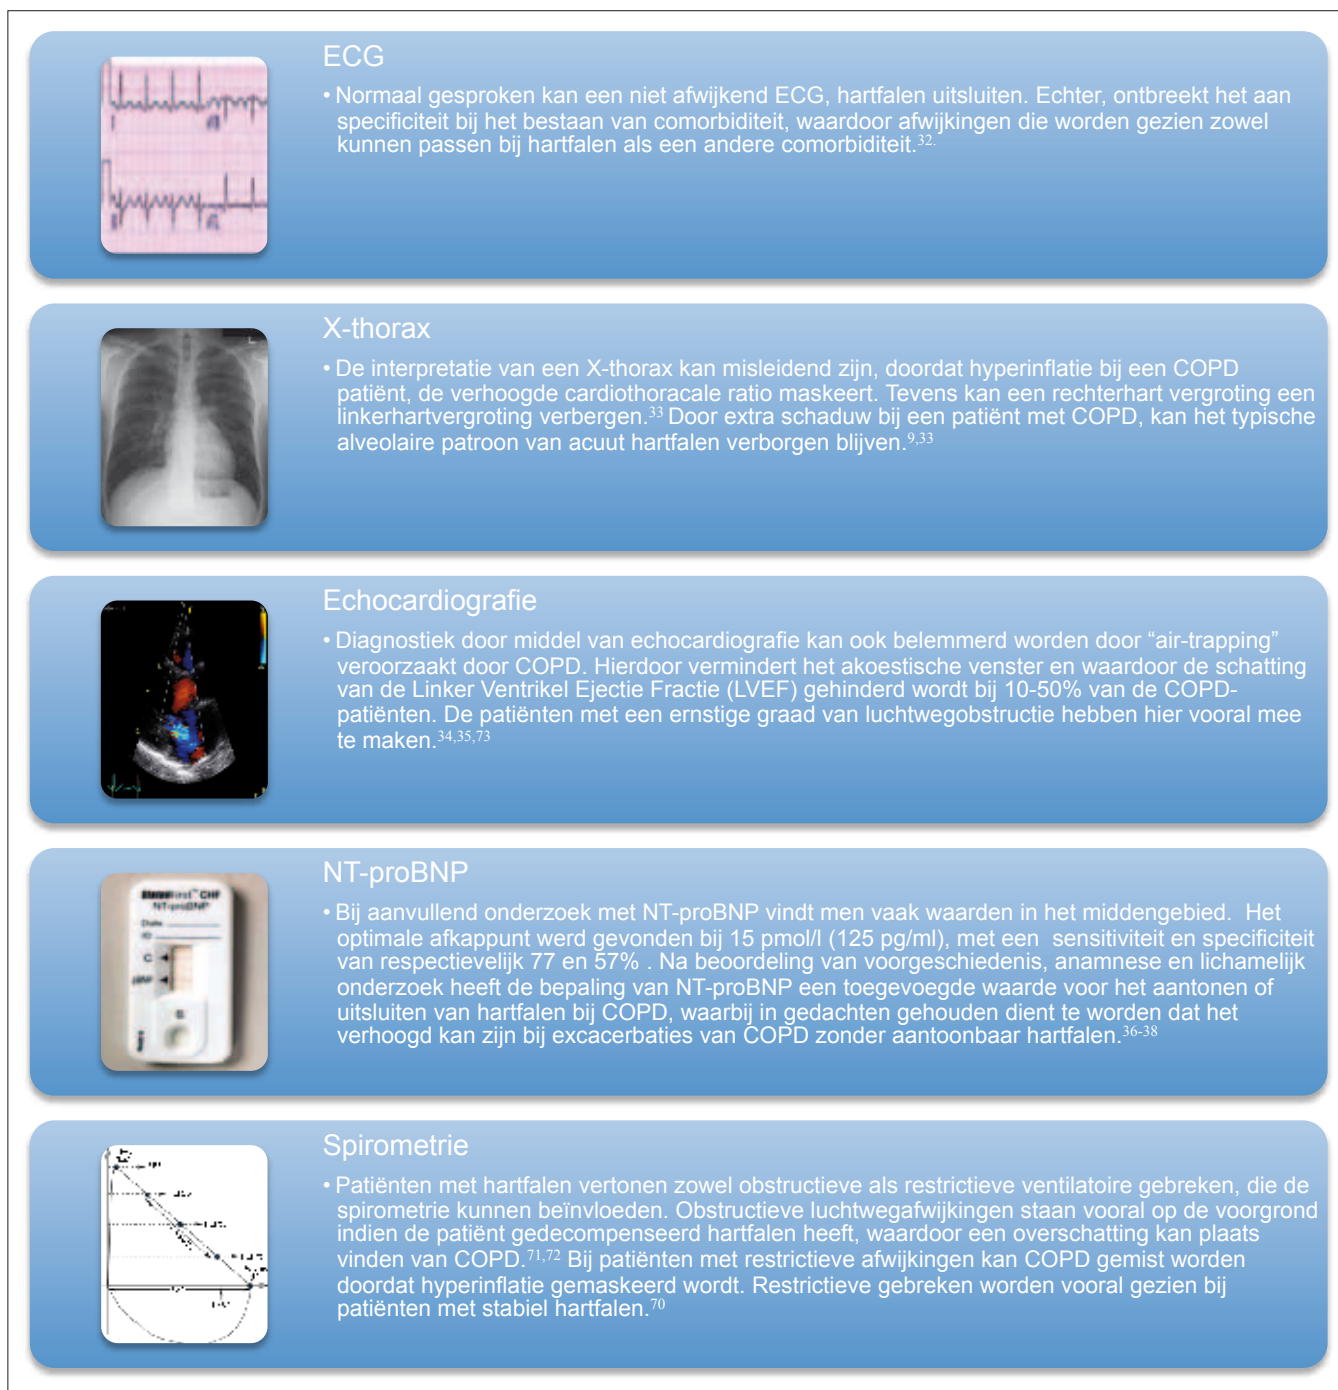 ECG
• Normaal gesproken kan een niet afwijkend ECG, hartfalen uitsluiten. Echter, ontbreekt het aan
specificiteit bij het bestaan van comorbiditeit, waardoor afwijkingen die worden gezien zowel
kunnen passen bij hartfalen als een andere comorbiditeit.32.
X-thorax
• De interpretatie van een X-thorax kan misleidend zijn, doordat hyperinflatie bij een COPD
patiënt, de verhoogde cardiothoracale ratio maskeert. Tevens kan een rechterhart vergroting een
linkerhartvergroting verbergen.33 Door extra schaduw bij een patiënt met COPD, kan het typische
alveolaire patroon van acuut hartfalen verborgen blijven.9,33
Echocardiografie
• Diagnostiek door middel van echocardiografie kan ook belemmerd worden door “air-trapping”
veroorzaakt door COPD. Hierdoor vermindert het akoestische venster en waardoor de schatting
van de Linker Ventrikel Ejectie Fractie (LVEF) gehinderd wordt bij 10-50% van de COPD-
patiënten. De patiënten met een ernstige graad van luchtwegobstructie hebben hier vooral mee
te maken.34,35,73
CHF
NT-proBNP
Date
ID
C
S
NT-proBNP
• Bij aanvullend onderzoek met NT-proBNP vindt men vaak waarden in het middengebied. Het
optimale afkappunt werd gevonden bij 15 pmol/l (125 pg/ml), met een sensitiviteit en specificiteit
van respectievelijk 77 en 57% . Na beoordeling van voorgeschiedenis, anamnese en lichamelijk
onderzoek heeft de bepaling van NT-proBNP een toegevoegde waarde voor het aantonen of
uitsluiten van hartfalen bij COPD, waarbij in gedachten gehouden dient te worden dat het
verhoogd kan zijn bij excacerbaties van COPD zonder aantoonbaar hartfalen.36-38
Spirometrie
• Patiënten met hartfalen vertonen zowel obstructieve als restrictieve ventilatoire gebreken, die de
spirometrie kunnen beïnvloeden. Obstructieve luchtwegafwijkingen staan vooral op de voorgrond
indien de patiënt gedecompenseerd hartfalen heeft, waardoor een overschatting kan plaats
vinden van COPD.71,72 Bij patiënten met restrictieve afwijkingen kan COPD gemist worden
doordat hyperinflatie gemaskeerd wordt. Restrictieve gebreken worden vooral gezien bij
patiënten met stabiel hartfalen.70